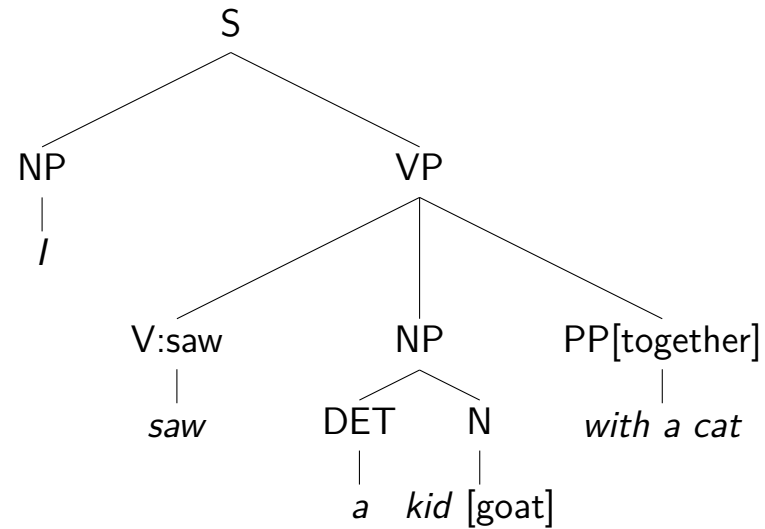 S
NP VP
I
V:saw NP PP[together]
saw DET N with a cat
a kid [goat]